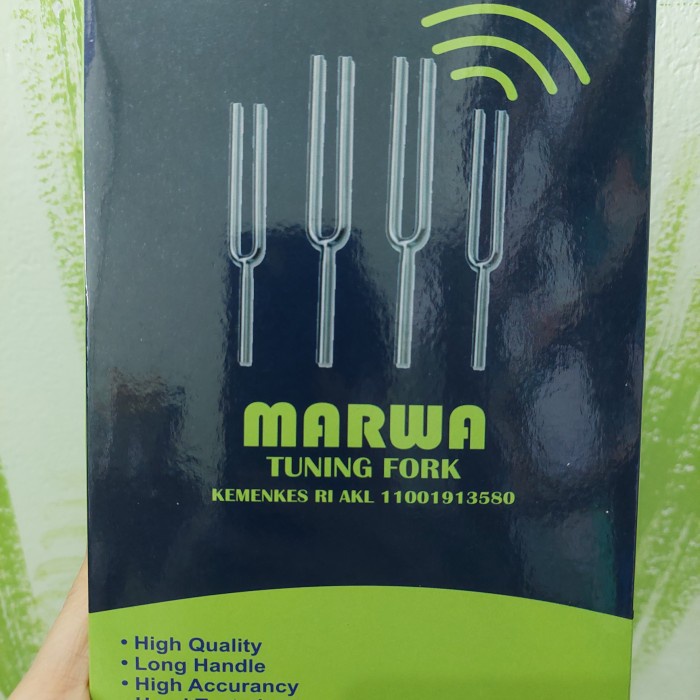 MARWA
TUNING FORK
KEMENKES RI AKL 11001913580
• High Quality
• Long Handle
• High Accurancy